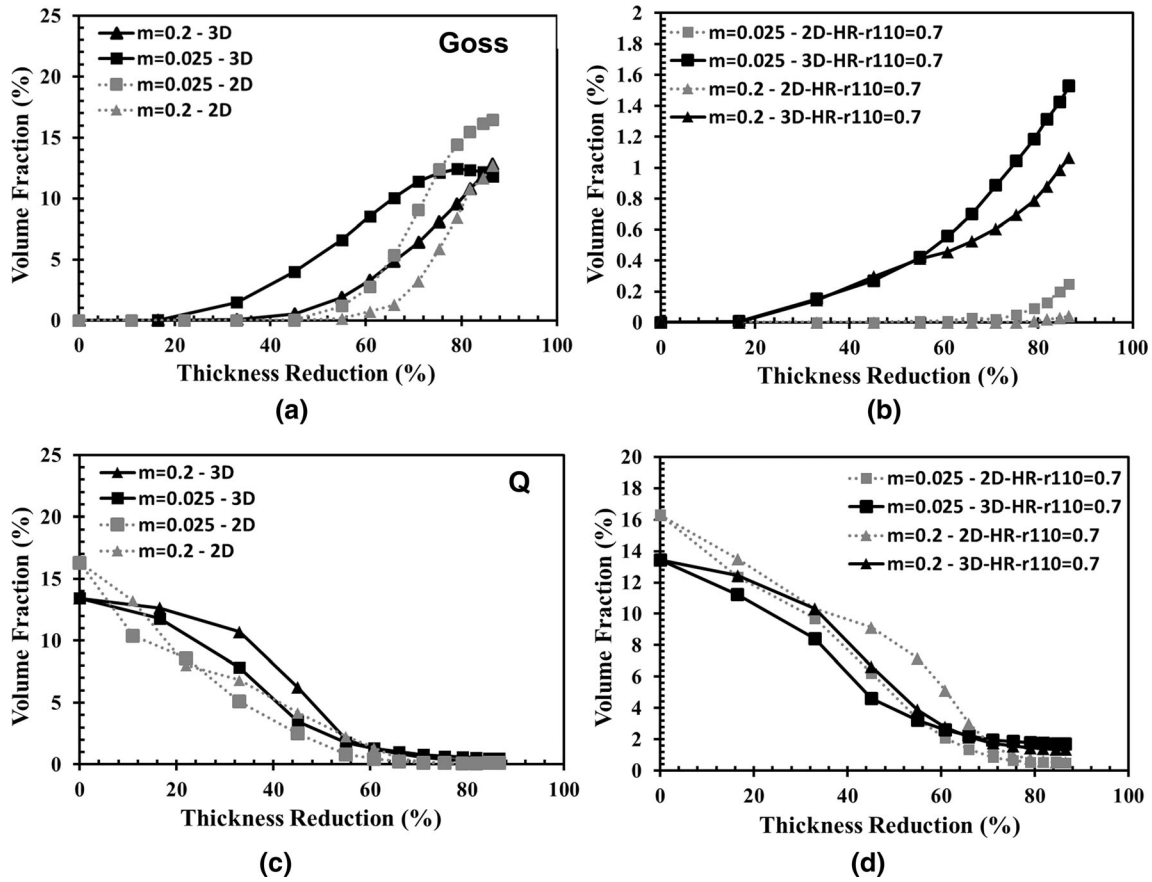 25
20
15
10
5
0
Volume Fraction (%)
m=0.2 - 3D
m=0.025 - 3D
m=0.025 - 2D
m=0.2 - 2D
Goss
0 20 40 60 80 100
Thickness Reduction (%)
(a)
2
1.8
1.6
1.4
1.2
1
0.8
0.6
0.4
0.2
0
Volume Fraction (%)
m=0.025 - 2D-HR-r110=0.7
m=0.025 - 3D-HR-r110=0.7
m=0.2 - 2D-HR-r110=0.7
m=0.2 - 3D-HR-r110=0.7
0 20 40 60 80 100
Thickness Reduction (%)
(b)
25
20
15
10
5
0
Volume Fraction (%)
m=0.2 - 3D
m=0.025 - 3D
m=0.025 - 2D
m=0.2 - 2D
Q
0 20 40 60 80 100
Thickness Reduction (%)
(c)
20
18
16
14
12
10
8
6
4
2
0
Volume Fraction (%)
m=0.025 - 2D-HR-r110=0.7
m=0.025 - 3D-HR-r110=0.7
m=0.2 - 2D-HR-r110=0.7
m=0.2 - 3D-HR-r110=0.7
0 20 40 60 80 100
Thickness Reduction (%)
(d)